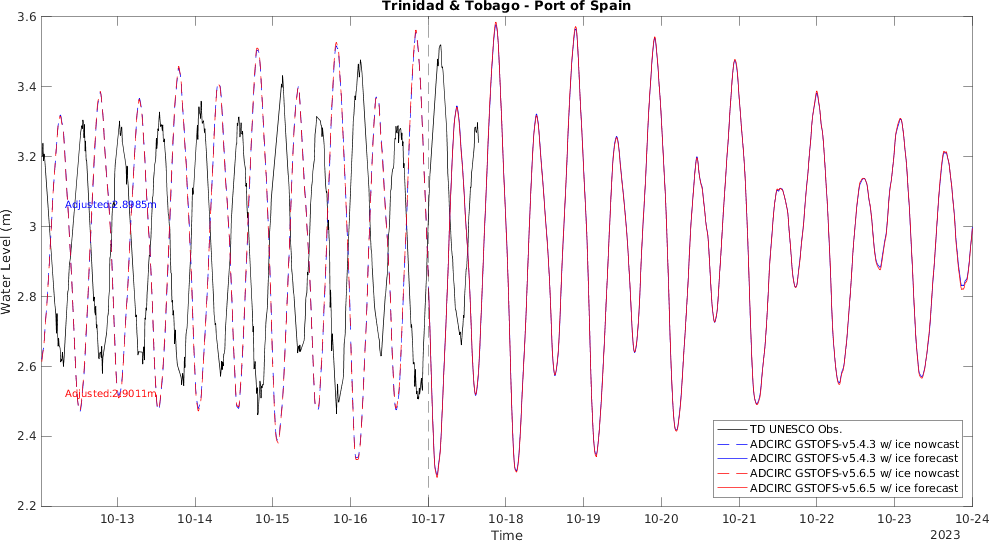 Trinidad & Tobago - Port of Spain
3.6
3.4
3.2
3
2.8
2.6
2.4
2.2
Water Level (m)
Adjusted:2.8985m
Adjusted:2.9011m
TD UNESCO Obs.
ADCIRC GSTOFS-v5.4.3 w/ ice nowcast
ADCIRC GSTOFS-v5.4.3 w/ ice forecast
ADCIRC GSTOFS-v5.6.5 w/ ice nowcast
ADCIRC GSTOFS-v5.6.5 w/ ice forecast
10-13 10-14 10-15 10-16 10-17 10-18 10-19 10-20 10-21 10-22 10-23 10-24
Time
2023